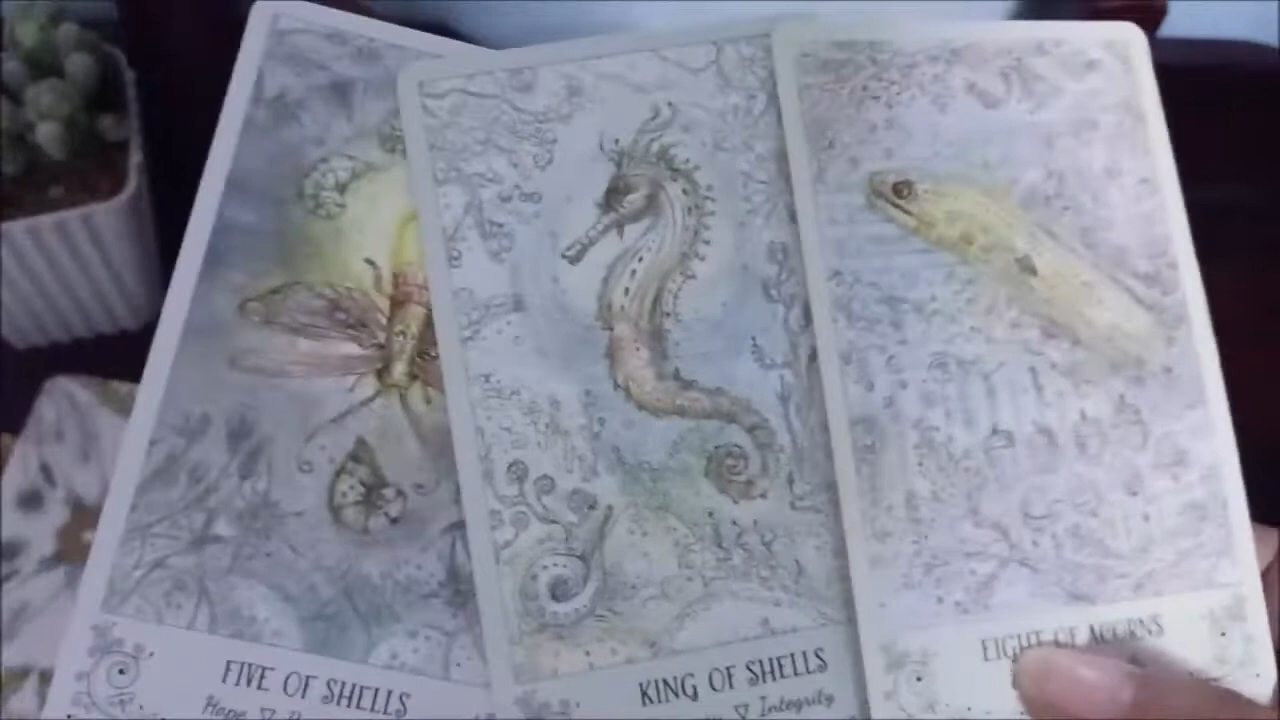 FIVE OF SHELLS
Hope ▽
KING OF SHELLS
▽ Integrity
EIGHT OF ACORNS